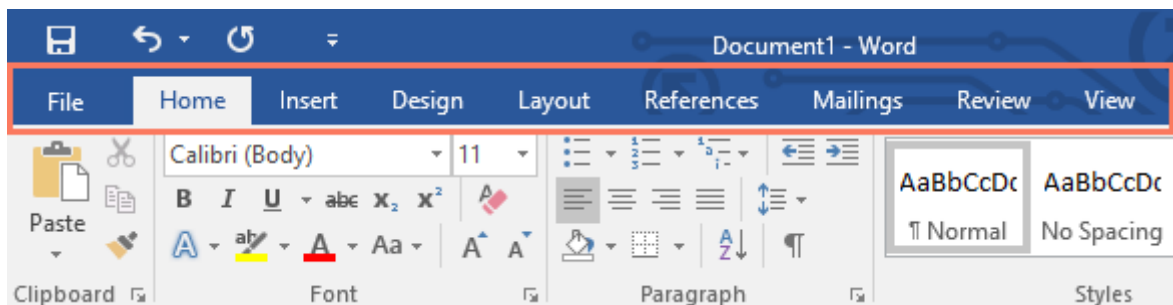 Document1 - Word
File Home Insert Design Layout References Mailings Review View
Calibri (Body) 11
AaBbCcDc AaBbCcDc
B I U abc x₂ x²
Paste
¶ Normal No Spacing
A ab A Aa A A A Z ¶
Clipboard Font Paragraph Styles